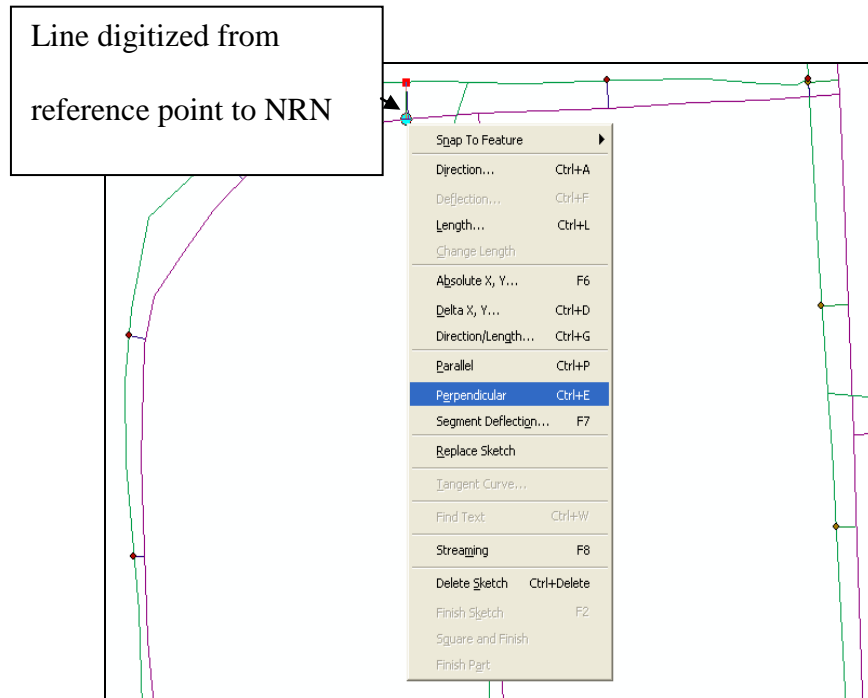 Line digitized from
reference point to NRN
Snap To Feature
Direction... Ctrl+A
Deflection... Ctrl+F
Length... Ctrl+L
Change Length
Absolute X, Y... F6
Delta X, Y... Ctrl+D
Direction/Length... Ctrl+G
Parallel Ctrl+P
Perpendicular Ctrl+E
Segment Deflection... F7
Replace Sketch
Tangent Curve...
Find Text Ctrl+W
Streaming F8
Delete Sketch Ctrl+Delete
Finish Sketch F2
Square and Finish
Finish Part